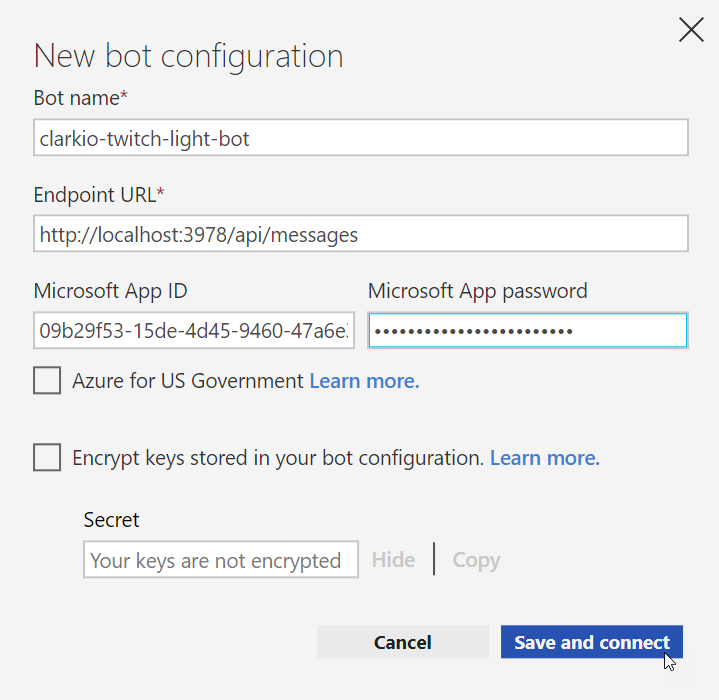 New bot configuration
Bot name*
clarkio-twitch-light-bot
Endpoint URL*
http://localhost:3978/api/messages
Microsoft App ID Microsoft App password
09b29f53-15de-4d45-9460-47a6e ••••••••••••••••••••••••
Azure for US Government Learn more.
Encrypt keys stored in your bot configuration. Learn more.
Secret
Your keys are not encrypted Hide Copy
Cancel Save and connect